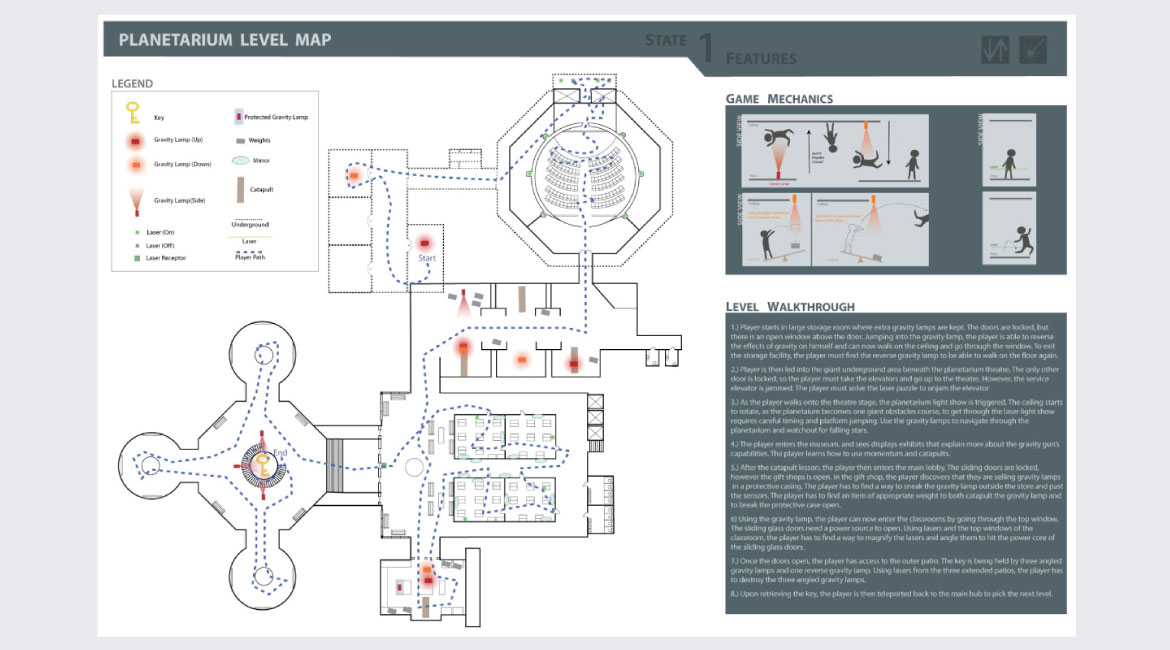 PLANETARIUM LEVEL MAP
STATE 1 FEATURES
LEGEND
Key
Gravity Lamp (Up)
Gravity Lamp (Down)
Gravity Lamp(Side)
Laser (On)
Laser (Off)
Laser Receptor
Protected Gravity Lamp
Weights
Mirror
Catapult
Underground
Laser
Player Path
Start
End
GAME MECHANICS
SIDE VIEW
SIDE VIEW
SIDE VIEW
Gravity Lamp
LEVEL WALKTHROUGH
1.) Player starts in large storage room where extra gravity lamps are kept. The doors are locked, but
there is an open window above the door. Jumping into the gravity lamp, the player is able to reverse
the effects of gravity on himself and can now walk on the ceiling and go through the window. To exit
the storage facility, the player must find the reverse gravity lamp to be able to walk on the floor again.
2.) Player is then led into the giant underground area beneath the planetarium theatre. The only other
door is locked, so the player must take the elevators and go up to the theatre. However, the service
elevator is jammed. The player must solve the laser puzzle to unjam the elevator
3.) As the player walks onto the theatre stage, the planetarium light show is triggered. The ceiling starts
to rotate, as the planetaium becomes one giant obstacles course, to get through the laser light show
requires careful timing and platform jumping. Use the gravity lamps to navigate through the
planetarium and watchout for falling stars.
4.) The player enters the museum, and sees displays exhibits that explain more about the gravity gun's
capabilities. The player learns how to use momentum and catapults.
5.) After the catapult lesson, the player then enters the main lobby. The sliding doors are locked,
however the gift shops is open. In the gift shop, the player discovers that they are selling gravity lamps
in a protective casing. The player has to find a way to sneak the gravity lamp outside the store and past
the sensors. The player has to find an item of appropriate weight to both catapult the gravity lamp and
to break the protective case open.
6) Using the gravity lamp, the player can now enter the classrooms by going through the top window.
The sliding glass doors need a power source to open. Using lasers and the top windows of the
classroom, the player has to find a way to magnify the lasers and angle them to hit the power core of
the sliding glass doors.
7.) Once the doors open, the player has access to the outer patio. The key is being held by three angled
gravity lamps and one reverse gravity lamp. Using lasers from the three extended patios, the player has
to destroy the three angled gravity lamps.
8.) Upon retrieving the key, the player is then teleported back to the main hub to pick the next level.